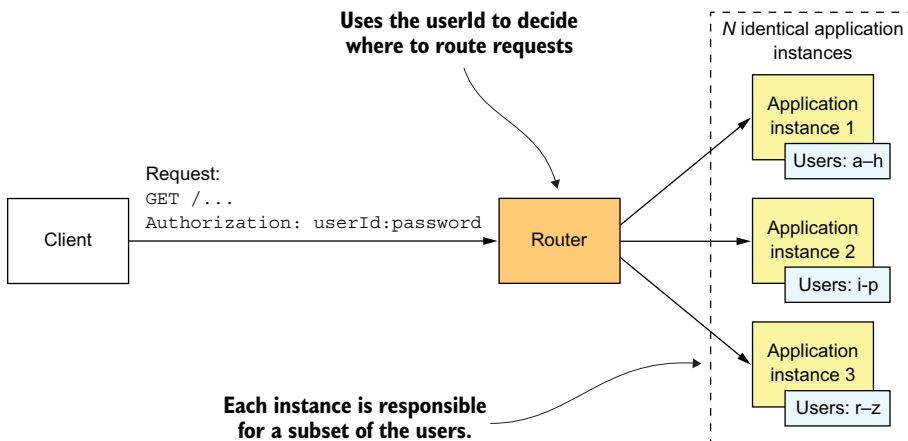 Uses the userId to decide
where to route requests
N identical application
instances
Application
instance 1
Users: a–h
Request:
GET /...
Authorization: userId:password
Client
Router
Application
instance 2
Users: i-p
Application
instance 3
Users: r–z
Each instance is responsible
for a subset of the users.